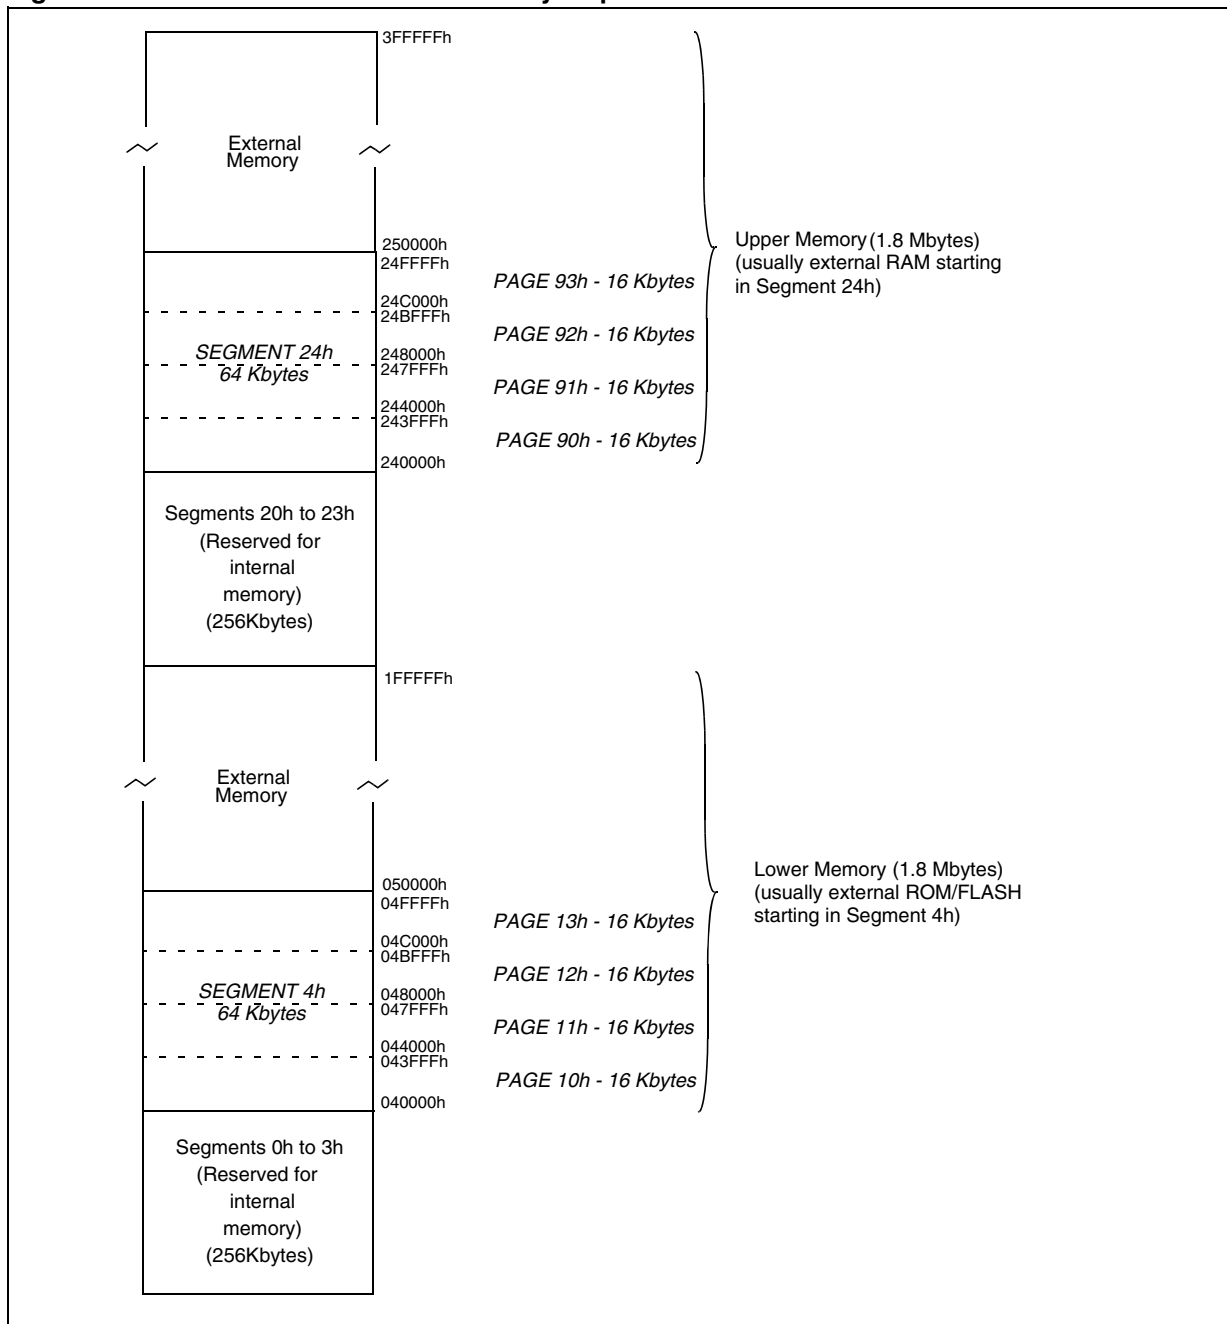 3FFFFFh
External
Memory
250000h
24FFFFh
PAGE 93h - 16 Kbytes
24C000h
24BFFFh
PAGE 92h - 16 Kbytes
SEGMENT 24h
64 Kbytes
248000h
247FFFh
PAGE 91h - 16 Kbytes
244000h
243FFFh
PAGE 90h - 16 Kbytes
240000h
Upper Memory (1.8 Mbytes)
(usually external RAM starting
in Segment 24h)
Segments 20h to 23h
(Reserved for
internal
memory)
(256Kbytes)
1FFFFFh
External
Memory
050000h
04FFFFh
PAGE 13h - 16 Kbytes
04C000h
04BFFFh
PAGE 12h - 16 Kbytes
SEGMENT 4h
64 Kbytes
048000h
047FFFh
PAGE 11h - 16 Kbytes
044000h
043FFFh
PAGE 10h - 16 Kbytes
040000h
Lower Memory (1.8 Mbytes)
(usually external ROM/FLASH
starting in Segment 4h)
Segments 0h to 3h
(Reserved for
internal
memory)
(256Kbytes)